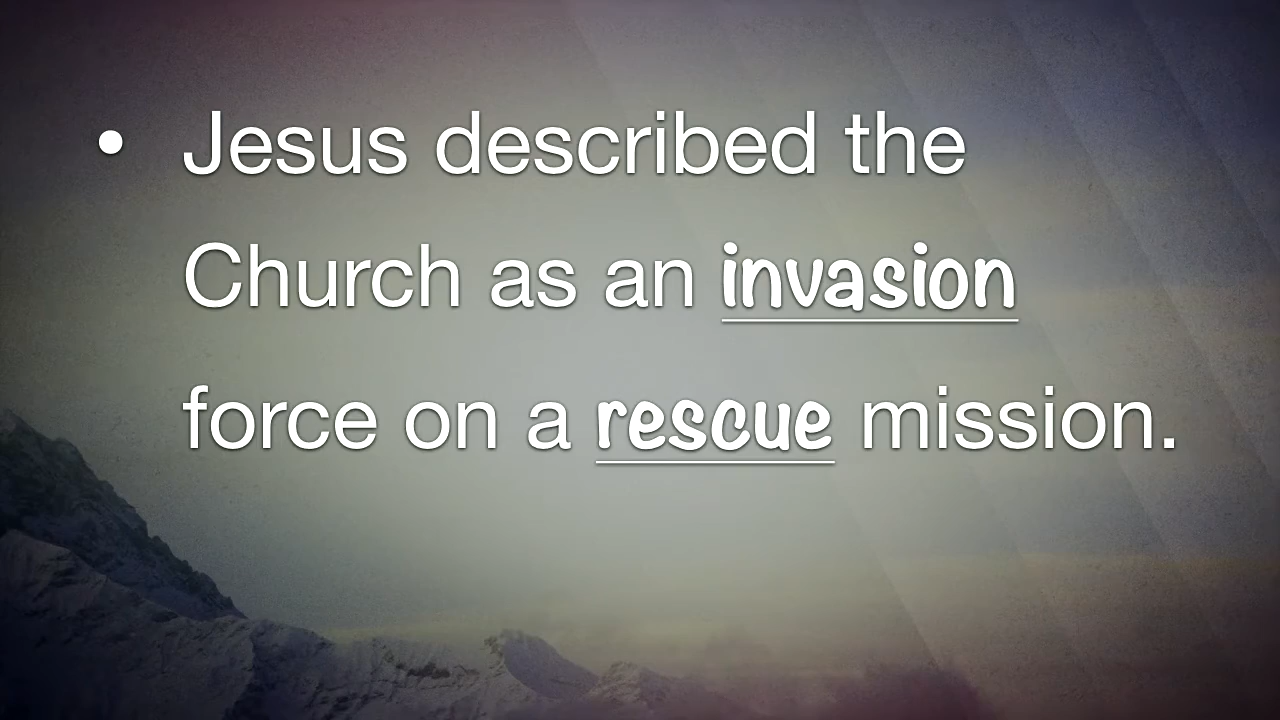 • Jesus described the
Church as an invasion
force on a rescue mission.